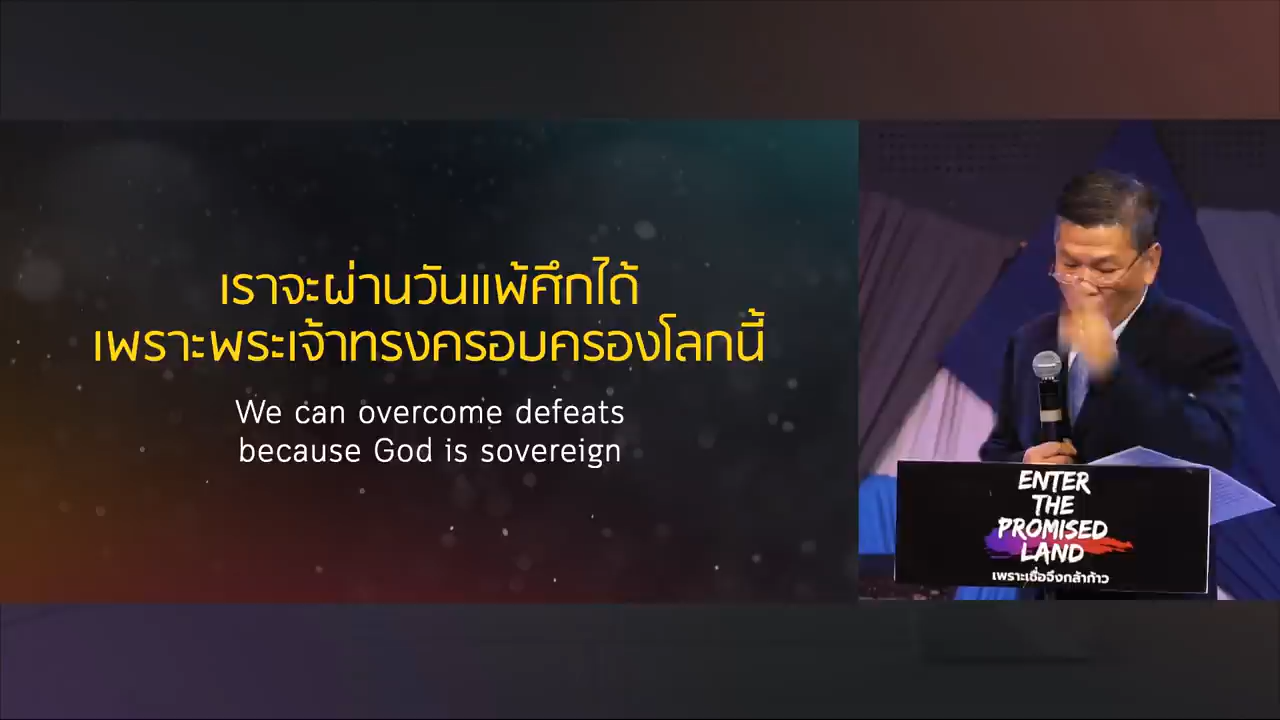 เราจะผ่านวันแพ้ศึกได้
เพราะพระเจ้าทรงครอบครองโลกนี้
We can overcome defeats
because God is sovereign
ENTER
THE
PROMISED
LAND
เพราะเชื่อจึงกล้าก้าว